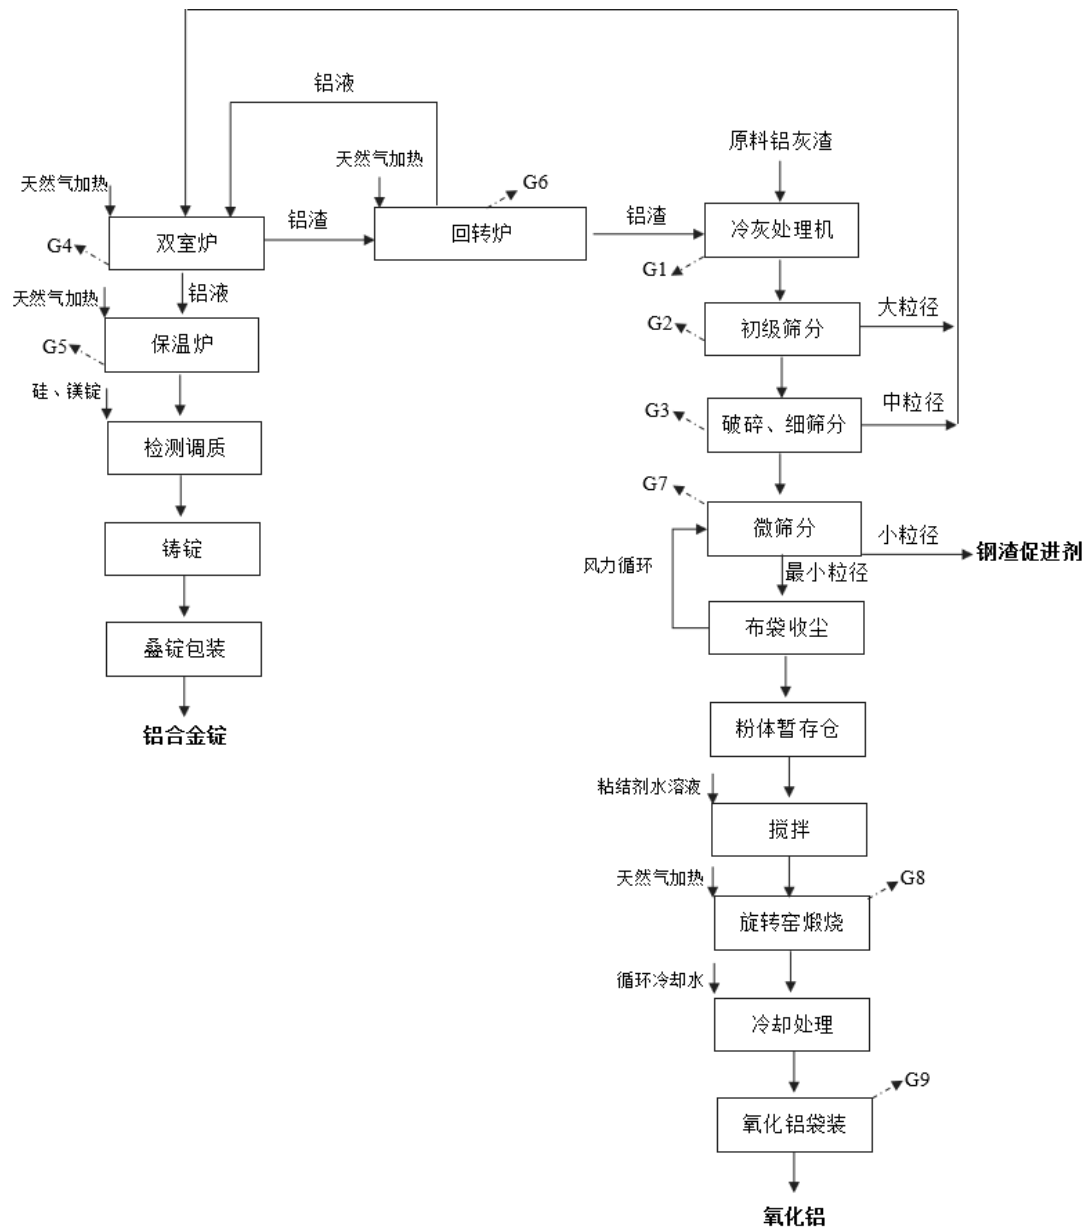 铝液
原料铝灰渣
天然气加热
G6
天然气加热
铝渣
铝渣
双室炉
回转炉
冷灰处理机
G4
G1
铝液
天然气加热
大粒径
G2
初级筛分
G5
保温炉
硅、镁锭
中粒径
G3
破碎、细筛分
检测调质
G7
微筛分
小粒径
钢渣促进剂
铸锭
风力循环
最小粒径
布袋收尘
叠锭包装
铝合金锭
粉体暂存仓
粘结剂水溶液
搅拌
天然气加热
G8
旋转窑煅烧
循环冷却水
冷却处理
G9
氧化铝袋装
氧化铝